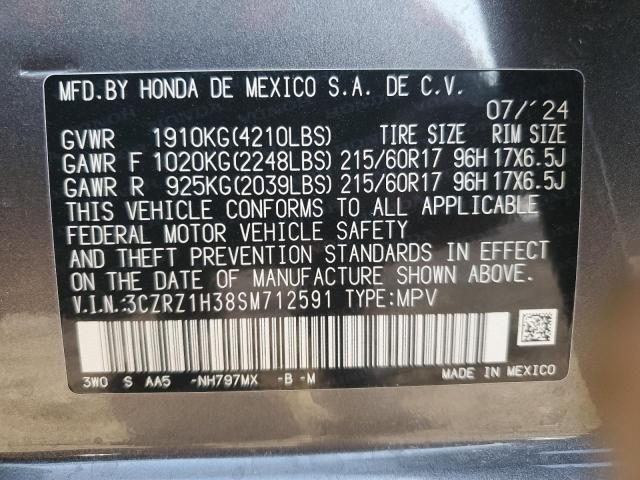 MFD.BY HONDA DE MEXICO S.A. DE C.V.
07/'24
GVWR 1910KG(4210LBS) TIRE SIZE RIM SIZE
GAWR F 1020KG(2248LBS) 215/60R17 96H 17X6.5J
GAWR R 925KG(2039LBS) 215/60R17 96H 17X6.5J
THIS VEHICLE CONFORMS TO ALL APPLICABLE
FEDERAL MOTOR VEHICLE SAFETY
AND THEFT PREVENTION STANDARDS IN EFFECT
ON THE DATE OF MANUFACTURE SHOWN ABOVE.
V.I.N.:3CZRZ1H38SM712591 TYPE:MPV
3W0 S AA5 -NH797MX -B -M
MADE IN MEXICO